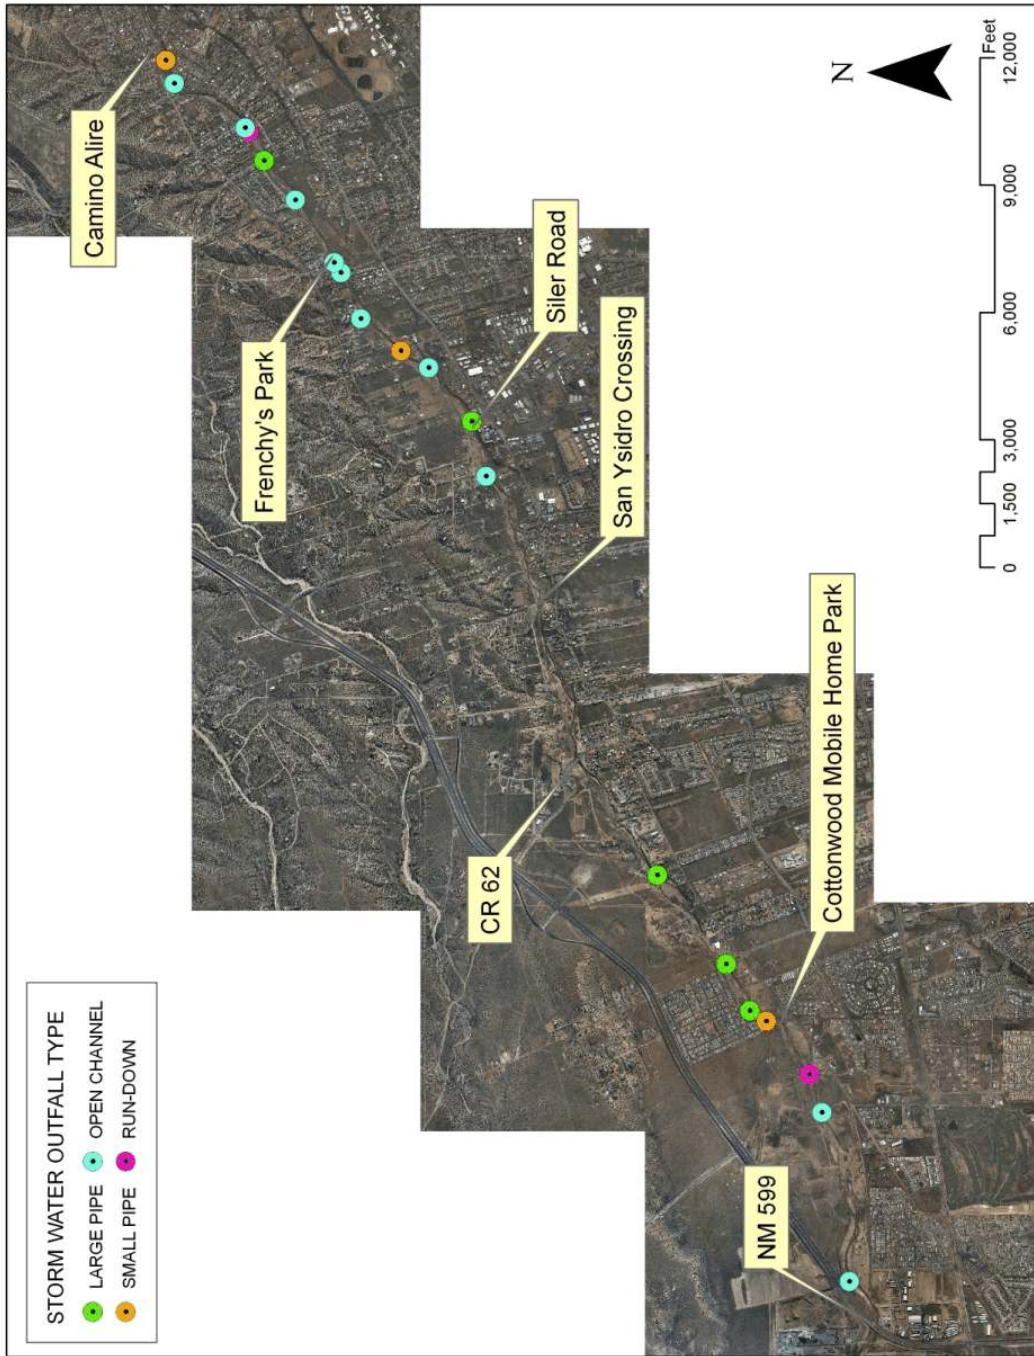 STORM WATER OUTFALL TYPE
LARGE PIPE
OPEN CHANNEL
SMALL PIPE
RUN-DOWN
Camino Alire
Frenchy's Park
Siler Road
San Ysidro Crossing
CR 62
Cottonwood Mobile Home Park
NM 599
N
0 1,500 3,000 6,000 9,000 12,000
Feet